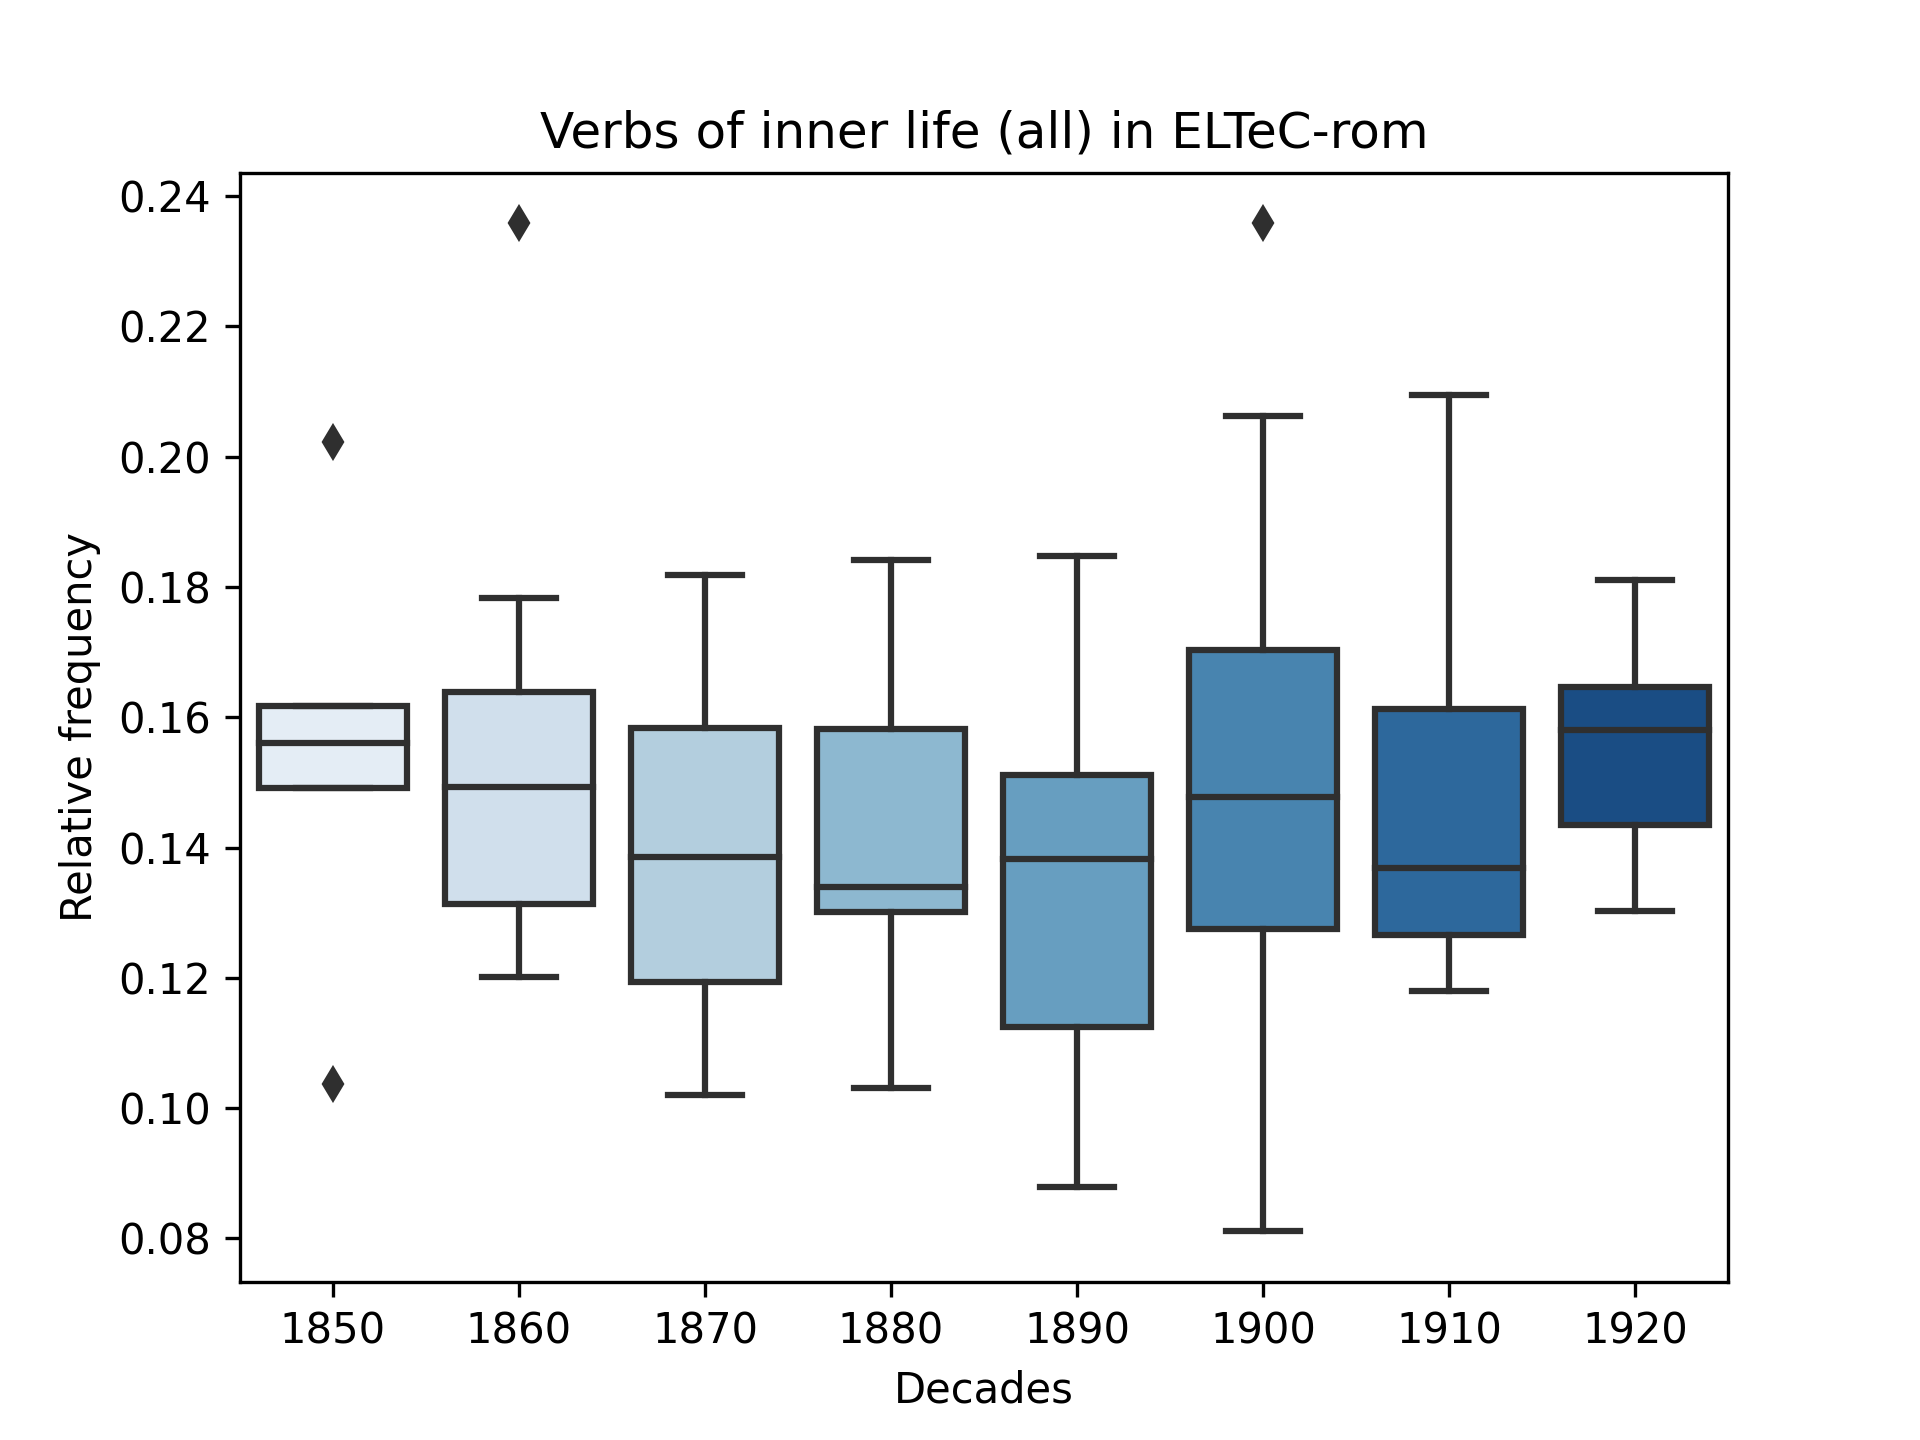 Verbs of inner life (all) in ELTeC-rom
Relative frequency
0.24
0.22
0.20
0.18
0.16
0.14
0.12
0.10
0.08
1850 1860 1870 1880 1890 1900 1910 1920
Decades